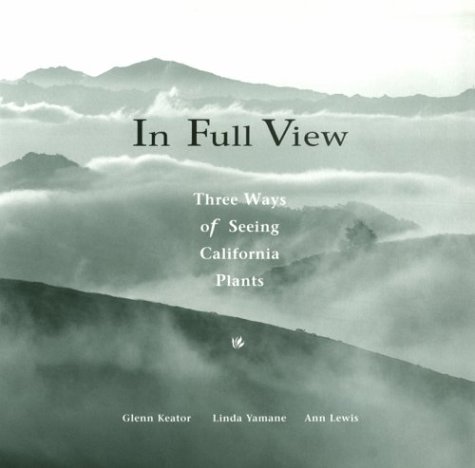 In Full View
Three Ways
of Seeing
California
Plants
Glenn Keator Linda Yamane Ann Lewis